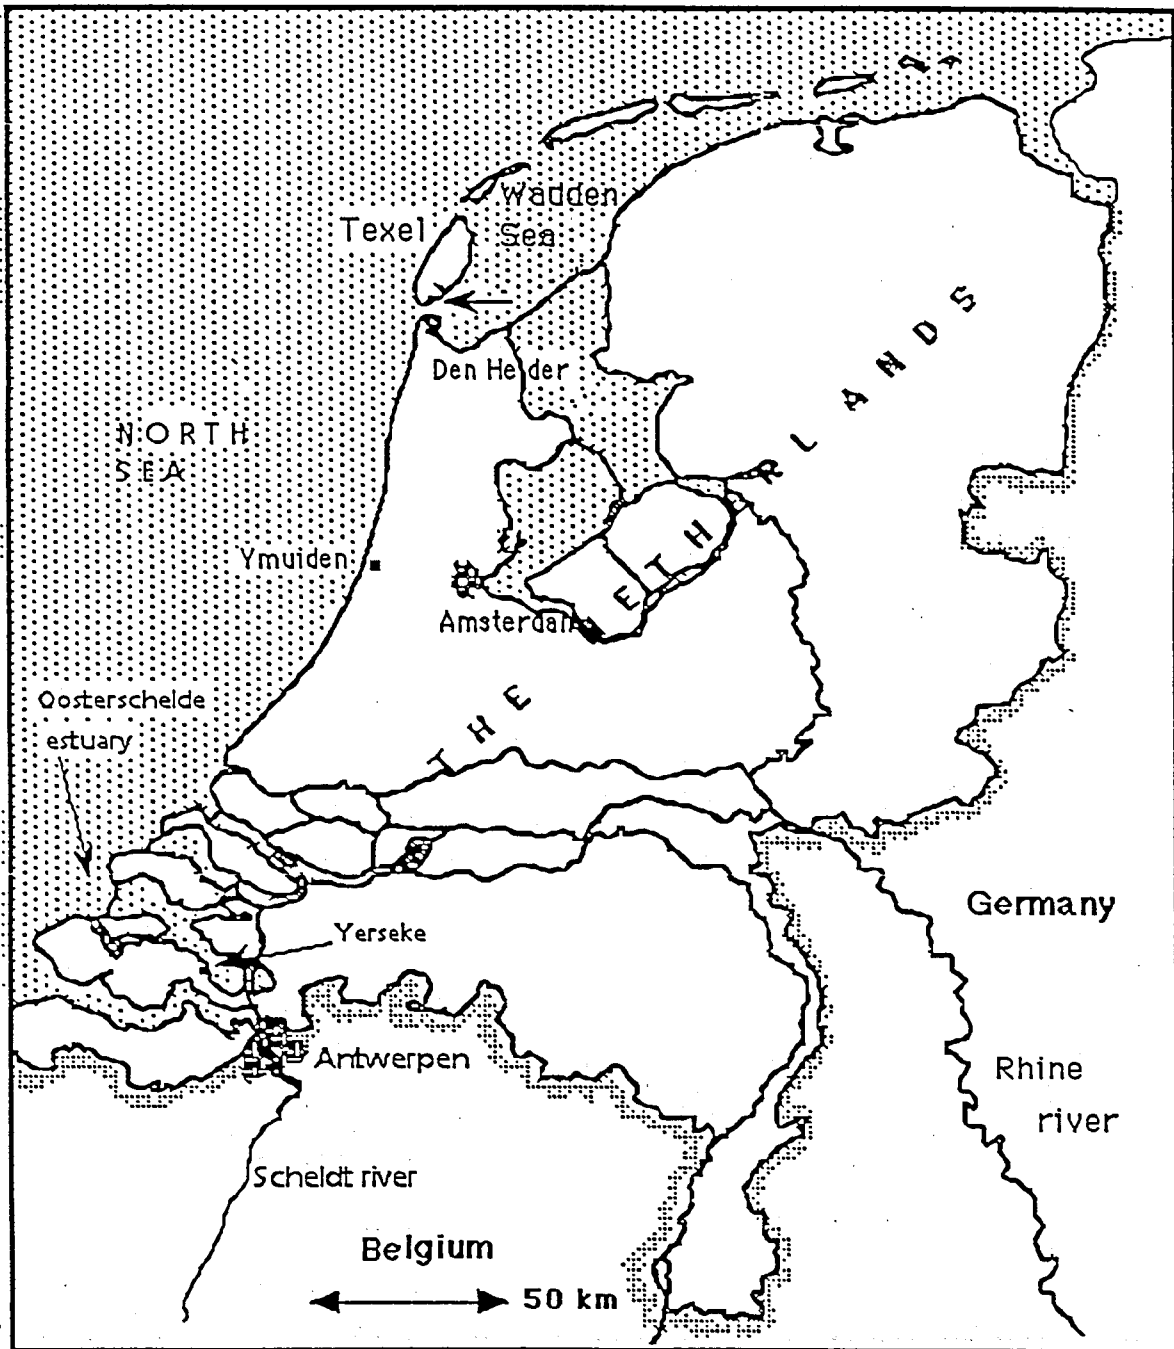 Wadden
Sea
Texel
Den Helder
NORTH
SEA
Ymuiden
Amsterdam
THE
NETHERLANDS
Oosterschelde
estuary
Yerseke
Germany
Antwerpen
Rhine
river
Scheldt river
Belgium
50 km